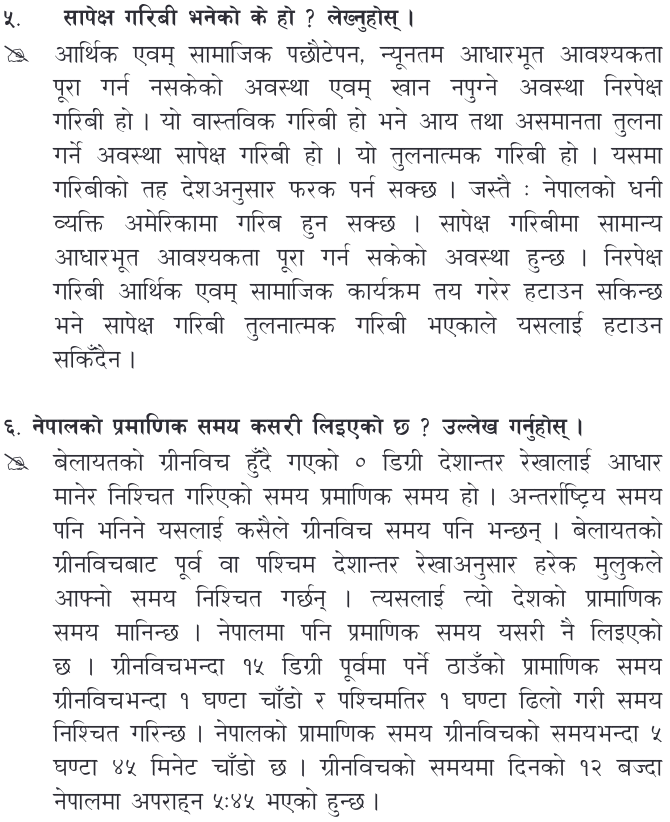 ५. सापेक्ष गरिबी भनेको के हो ? लेख्नुहोस् ।
आर्थिक एवम् सामाजिक पछौटेपन, न्यूनतम आधारभूत आवश्यकता
पूरा गर्न नसकेको अवस्था एवम् खान नपुग्ने अवस्था निरपेक्ष
गरिबी हो । यो वास्तविक गरिबी हो भने आय तथा असमानता तुलना
गर्ने अवस्था सापेक्ष गरिबी हो । यो तुलनात्मक गरिबी हो । यसमा
गरिबीको तह देशअनुसार फरक पर्न सक्छ । जस्तै : नेपालको धनी
व्यक्ति अमेरिकामा गरिब हुन सक्छ । सापेक्ष गरिबीमा सामान्य
आधारभूत आवश्यकता पूरा गर्न सकेको अवस्था हुन्छ । निरपेक्ष
गरिबी आर्थिक एवम् सामाजिक कार्यक्रम तय गरेर हटाउन सकिन्छ
भने सापेक्ष गरिबी तुलनात्मक गरिबी भएकाले यसलाई हटाउन
सकिँदैन ।
६. नेपालको प्रमाणिक समय कसरी लिइएको छ ? उल्लेख गर्नुहोस् ।
बेलायतको ग्रीनविच हुँदै गएको ० डिग्री देशान्तर रेखालाई आधार
मानेर निश्चित गरिएको समय प्रमाणिक समय हो । अन्तर्राष्ट्रिय समय
पनि भनिने यसलाई कसैले ग्रीनविच समय पनि भन्छन् । बेलायतको
ग्रीनविचबाट पूर्व वा पश्चिम देशान्तर रेखाअनुसार हरेक मुलुकले
आफ्नो समय निश्चित गर्छन् । त्यसलाई त्यो देशको प्रामाणिक
समय मानिन्छ । नेपालमा पनि प्रमाणिक समय यसरी नै लिइएको
छ । ग्रीनविचभन्दा १५ डिग्री पूर्वमा पर्ने ठाउँको प्रामाणिक समय
ग्रीनविचभन्दा १ घण्टा चाँडो र पश्चिमतिर १ घण्टा ढिलो गरी समय
निश्चित गरिन्छ । नेपालको प्रामाणिक समय ग्रीनविचको समयभन्दा ५
घण्टा ४५ मिनेट चाँडो छ । ग्रीनविचको समयमा दिनको १२ बज्दा
नेपालमा अपराह्न ५:४५ भएको हुन्छ ।